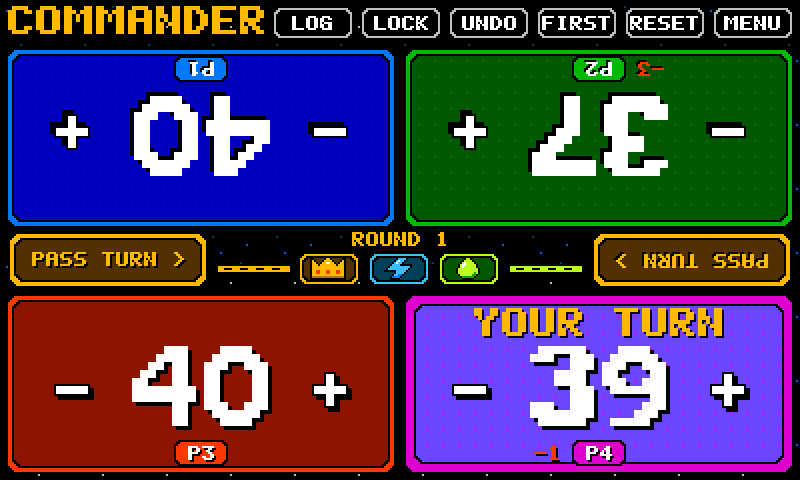 COMMANDER LOG LOCK UNDO FIRST RESET MENU
P1
+ 40 -
P2 -3
+ 37 -
ROUND 1
PASS TURN >
PASS TURN >
YOUR TURN
- 40 +
P3
- 39 +
-1 P4